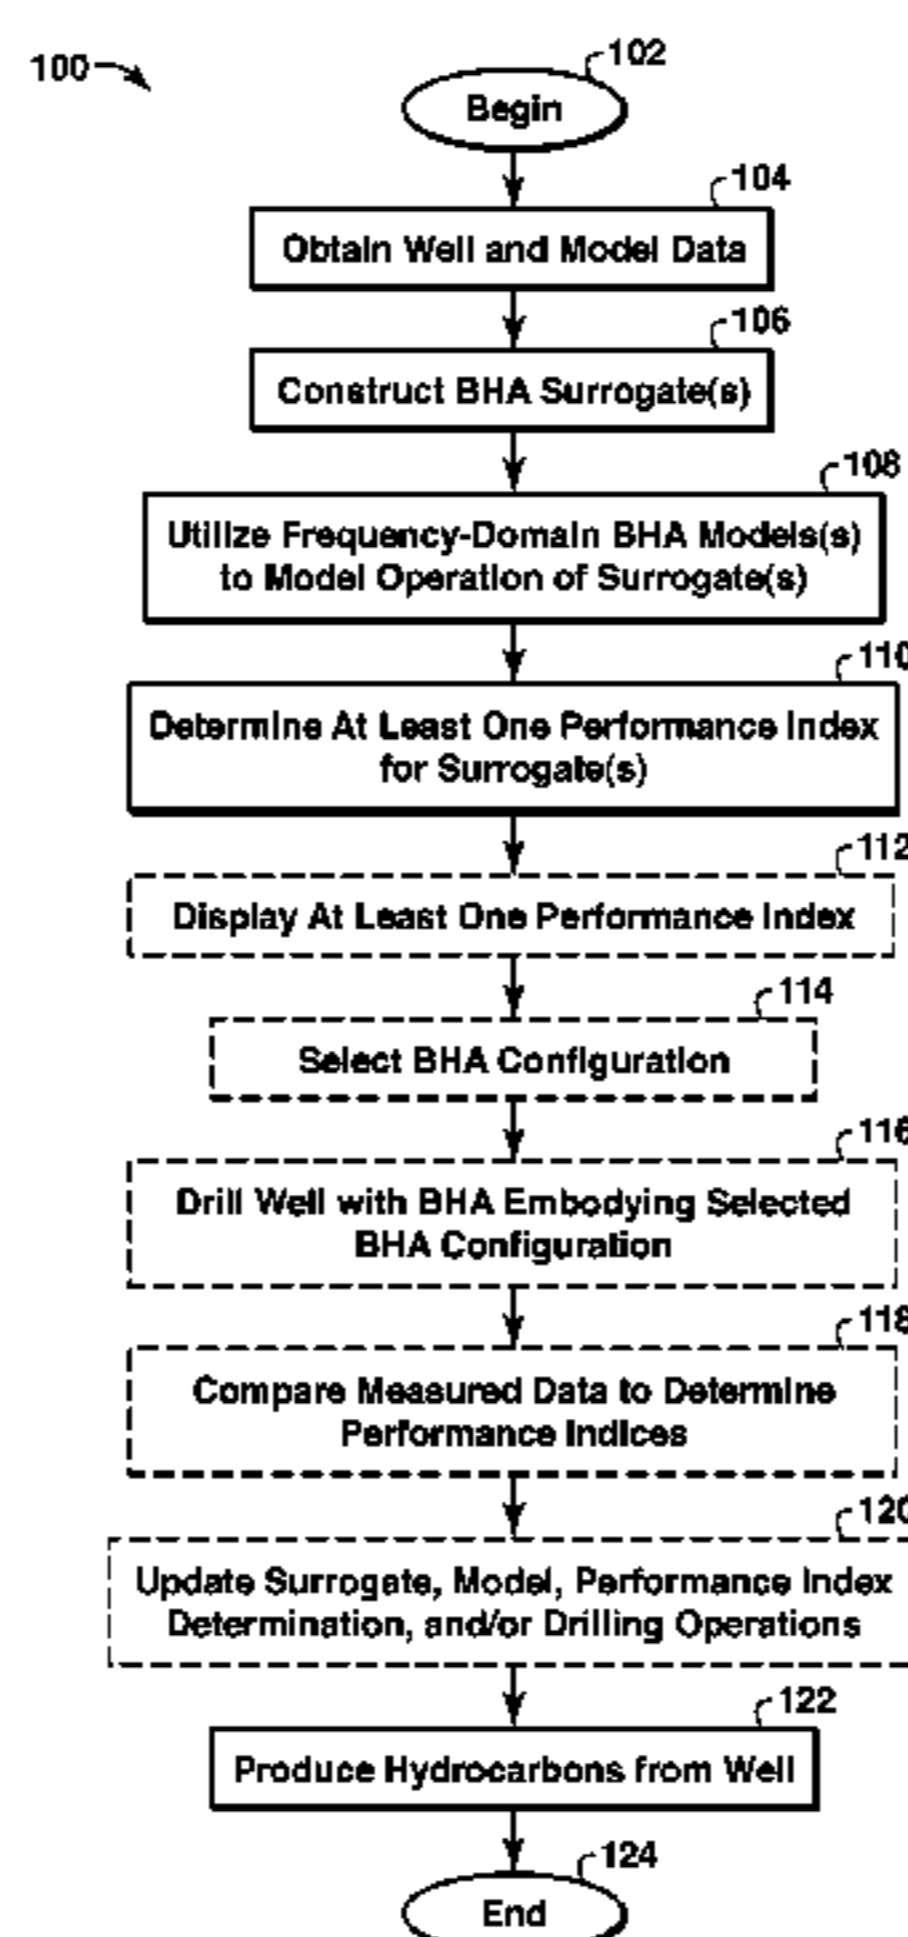 100
102
Begin
104
Obtain Well and Model Data
106
Construct BHA Surrogate(s)
108
Utilize Frequency-Domain BHA Models(s)
to Model Operation of Surrogate(s)
110
Determine At Least One Performance Index
for Surrogate(s)
112
Display At Least One Performance Index
114
Select BHA Configuration
116
Drill Well with BHA Embodying Selected
BHA Configuration
118
Compare Measured Data to Determine
Performance Indices
120
Update Surrogate, Model, Performance Index
Determination, and/or Drilling Operations
122
Produce Hydrocarbons from Well
124
End